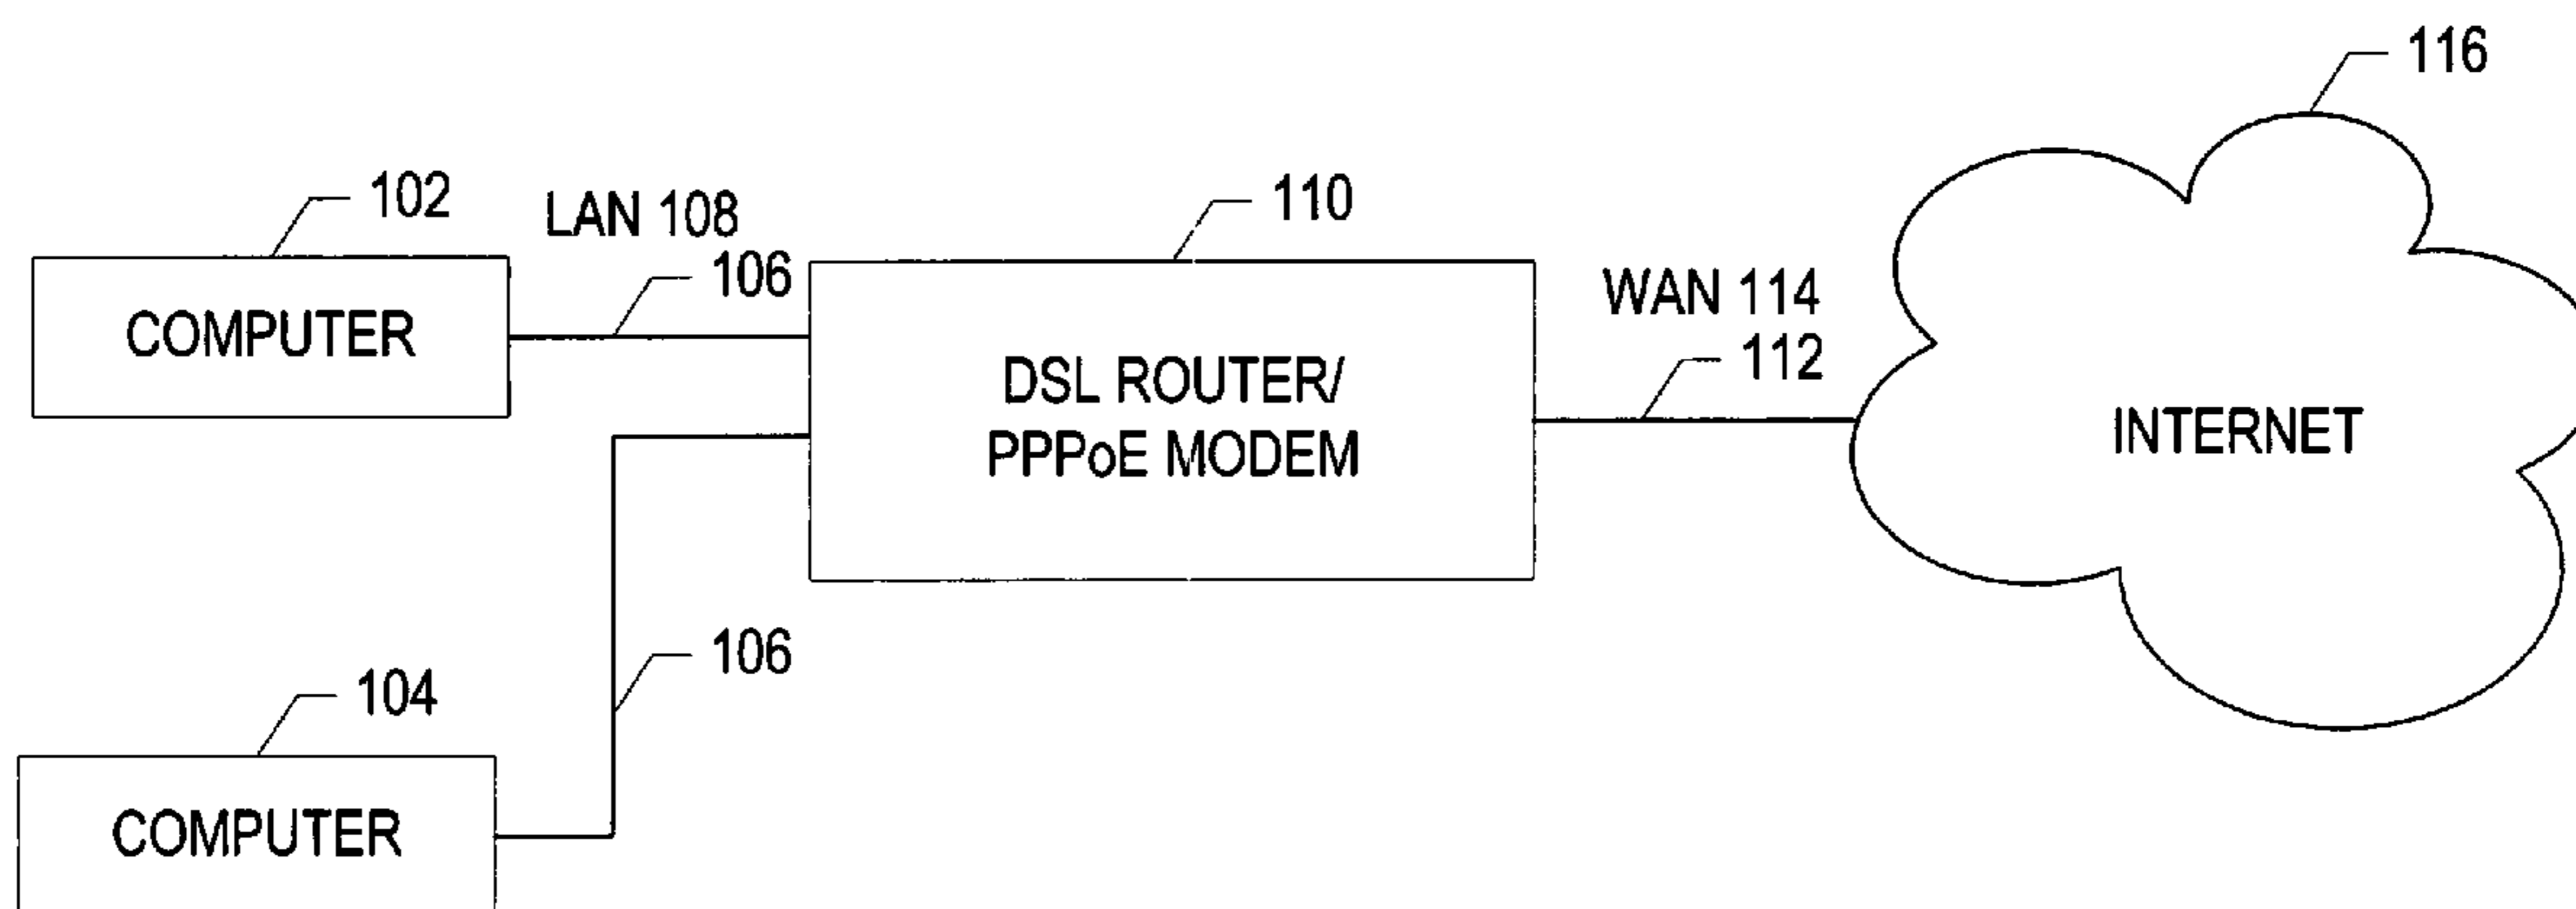 116
102
LAN 108
106
110
WAN 114
112
COMPUTER
DSL ROUTER/
PPPoE MODEM
INTERNET
106
104
COMPUTER